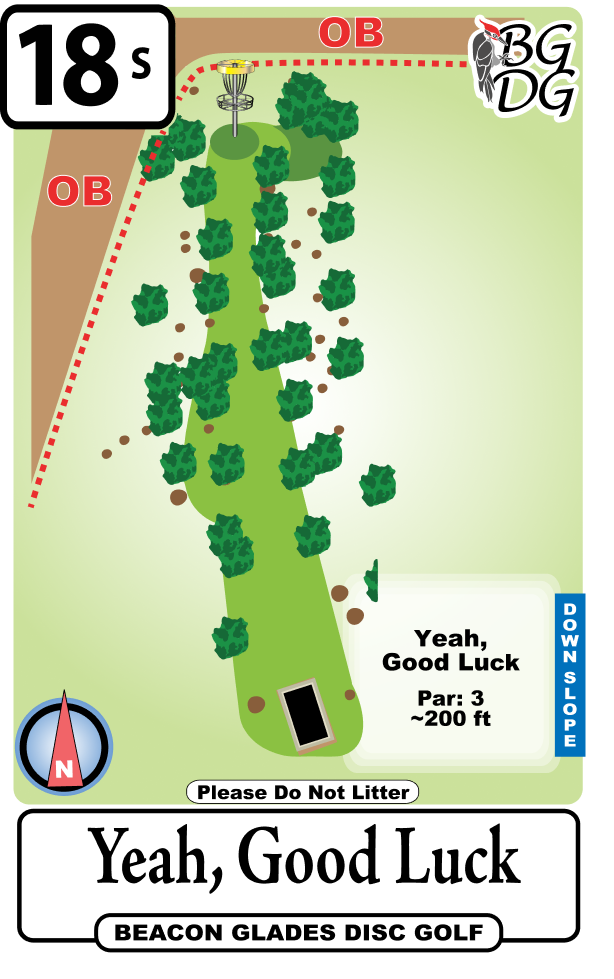 18 S
OB
BG
DG
OB
Yeah,
Good Luck
Par: 3
~200 ft
DOWN SLOPE
N
Please Do Not Litter
Yeah, Good Luck
BEACON GLADES DISC GOLF